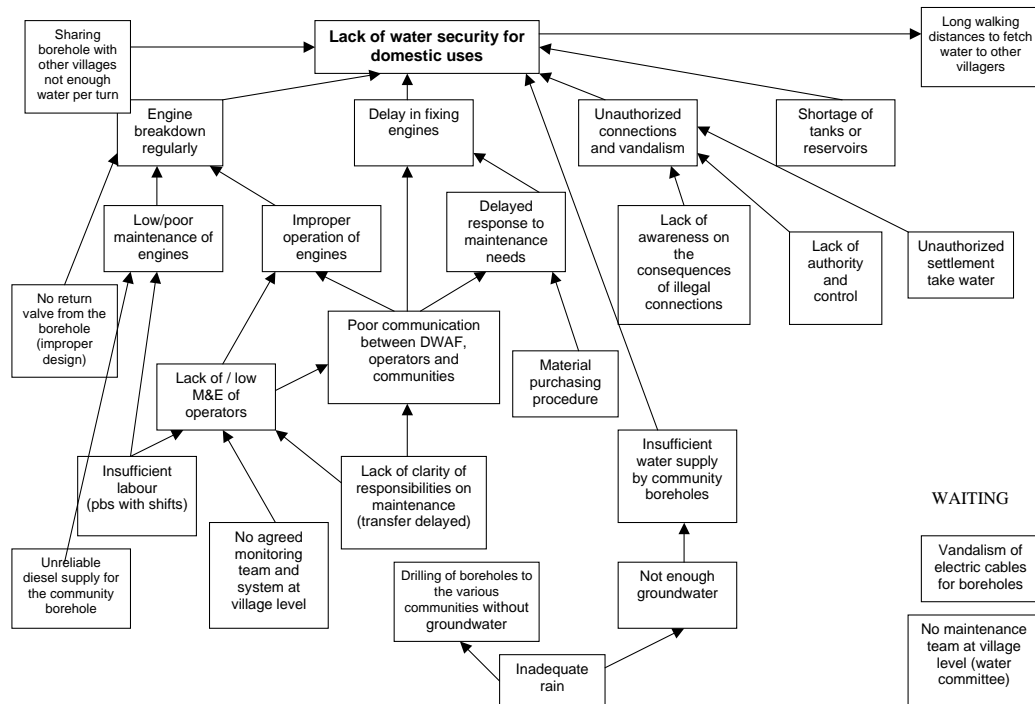 Sharing
borehole with
other villages
not enough
water per turn
Lack of water security for
domestic uses
Long walking
distances to fetch
water to other
villagers
Engine
breakdown
regularly
Delay in fixing
engines
Unauthorized
connections
and vandalism
Shortage of
tanks or
reservoirs
Low/poor
maintenance of
engines
Improper
operation of
engines
Delayed
response to
maintenance
needs
Lack of
awareness on
the
consequences
of illegal
connections
Lack of
authority
and
control
Unauthorized
settlement
take water
No return
valve from the
borehole
(improper
design)
Poor communication
between DWAF,
operators and
communities
Lack of / low
M&E of
operators
Material
purchasing
procedure
Insufficient
labour
(pbs with shifts)
Lack of clarity of
responsibilities on
maintenance
(transfer delayed)
Insufficient
water supply
by community
boreholes
WAITING
Unreliable
diesel supply for
the community
borehole
No agreed
monitoring
team and
system at
village level
Drilling of boreholes to
the various
communities without
groundwater
Not enough
groundwater
Vandalism of
electric cables
for boreholes
Inadequate
rain
No maintenance
team at village
level (water
committee)